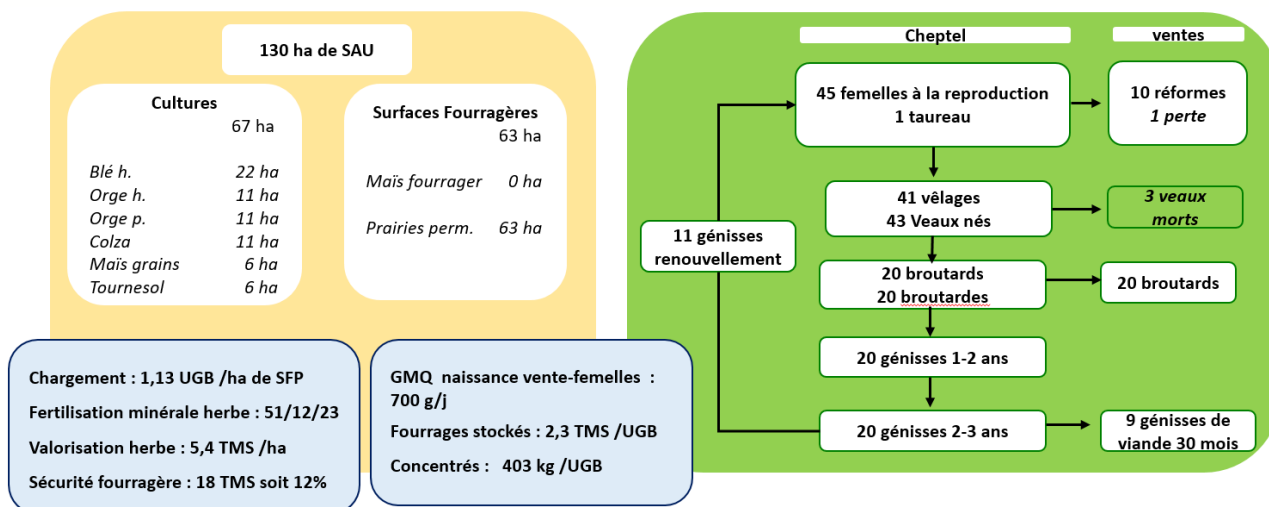 130 ha de SAU
Cultures
67 ha
Blé h. 22 ha
Orge h. 11 ha
Orge p. 11 ha
Colza 11 ha
Maïs grains 6 ha
Tournesol 6 ha
Surfaces Fourragères
63 ha
Maïs fourrager 0 ha
Prairies perm. 63 ha
Chargement : 1,13 UGB /ha de SFP
Fertilisation minérale herbe : 51/12/23
Valorisation herbe : 5,4 TMS /ha
Sécurité fourragère : 18 TMS soit 12%
GMQ naissance vente-femelles :
700 g/j
Fourrages stockés : 2,3 TMS /UGB
Concentrés : 403 kg /UGB
Cheptel
ventes
45 femelles à la reproduction
1 taureau
10 réformes
1 perte
41 vêlages
43 Veaux nés
3 veaux
morts
11 génisses
renouvellement
20 broutards
20 broutardes
20 broutards
20 génisses 1-2 ans
20 génisses 2-3 ans
9 génisses de
viande 30 mois